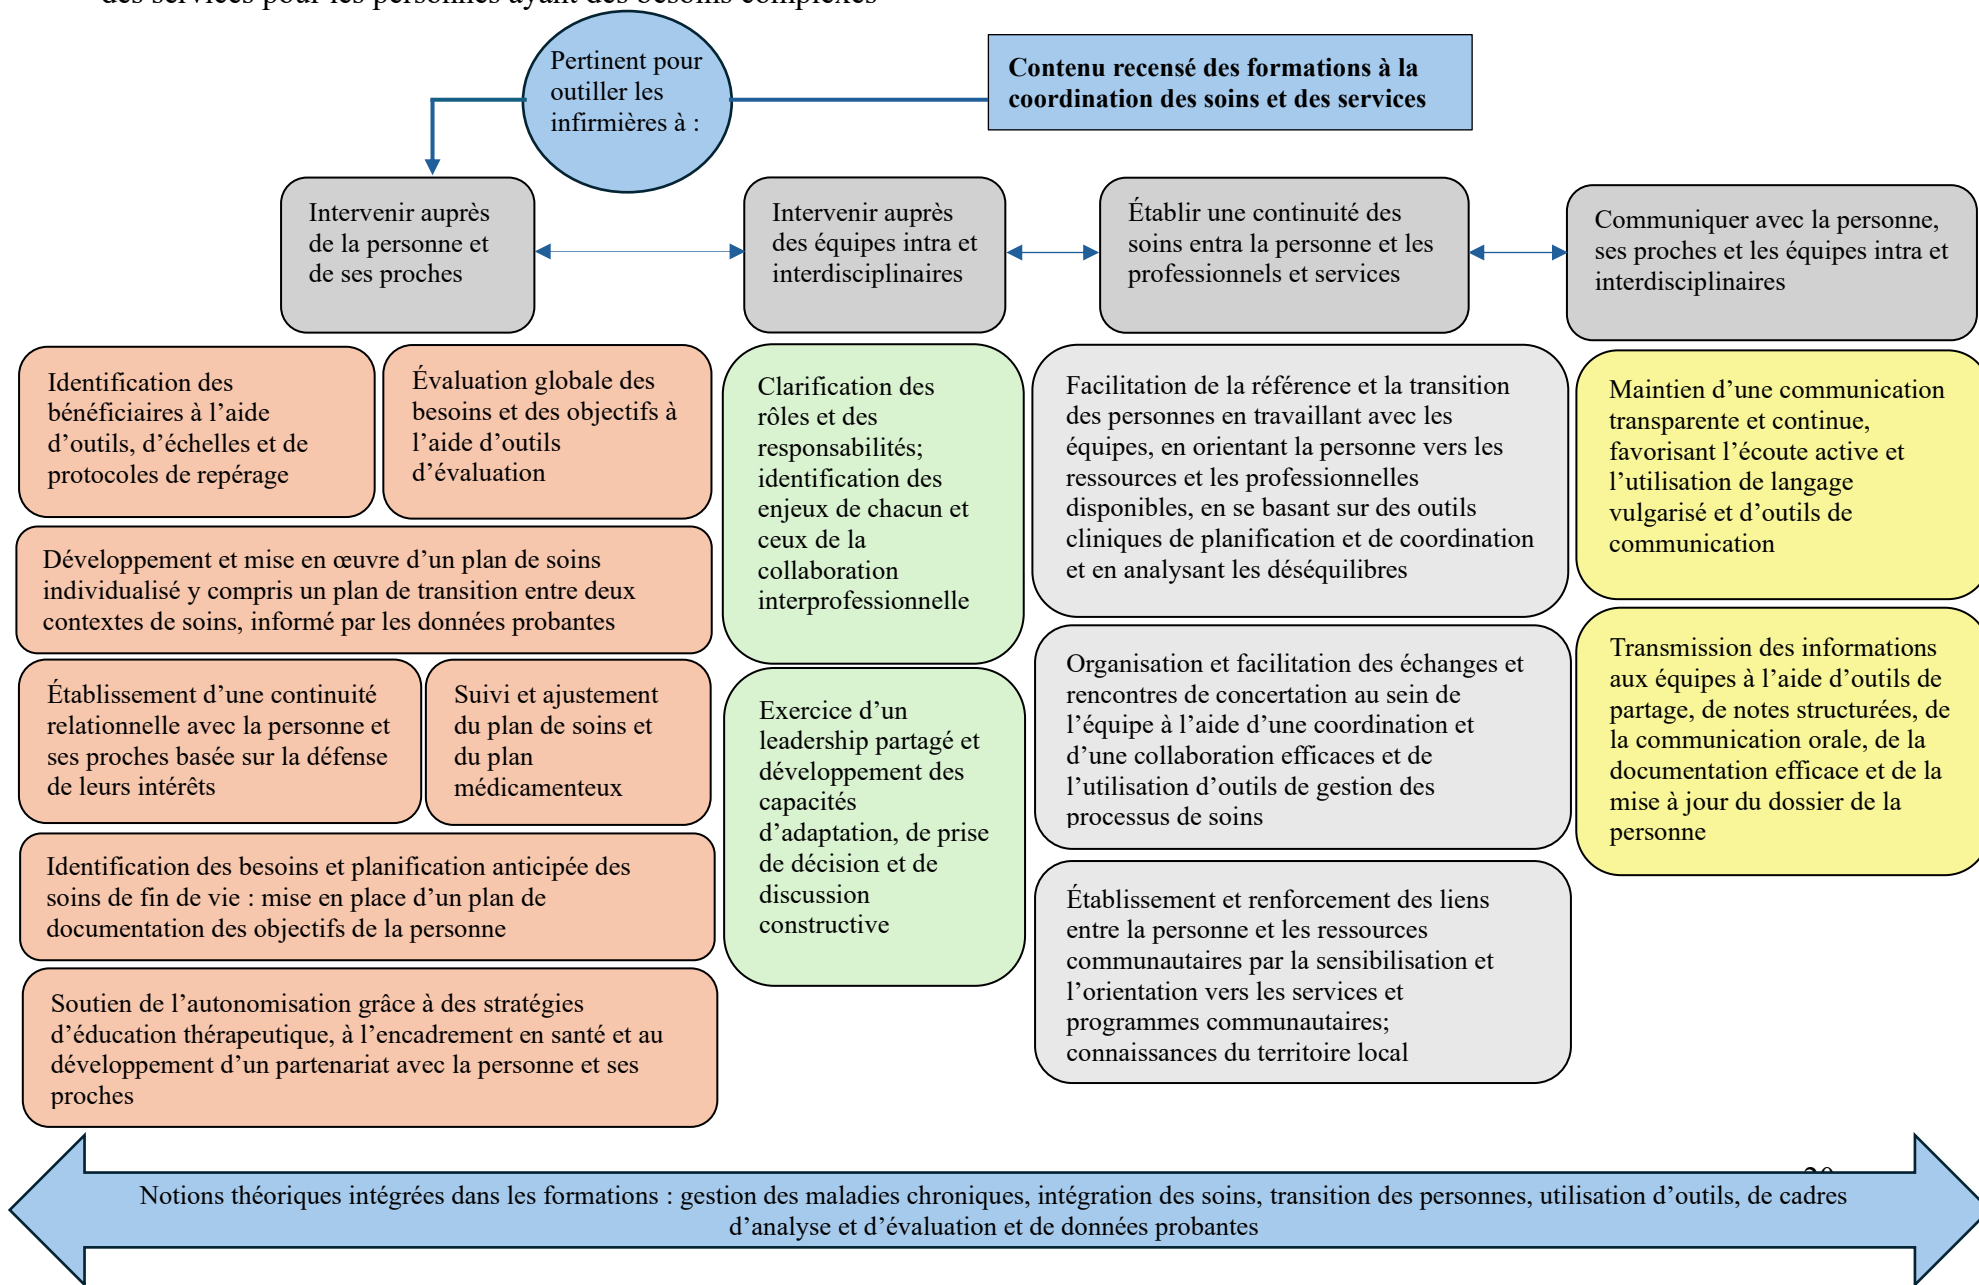 des services pour les personnes ayant des besoins complexes
Pertinent pour
outiller les
infirmières à :
Contenu recensé des formations à la
coordination des soins et des services
Intervenir auprès
de la personne et
de ses proches
Intervenir auprès
des équipes intra et
interdisciplinaires
Établir une continuité des
soins entra la personne et les
professionnels et services
Communiquer avec la personne,
ses proches et les équipes intra et
interdisciplinaires
Identification des
bénéficiaires à l’aide
d’outils, d’échelles et de
protocoles de repérage
Évaluation globale des
besoins et des objectifs à
l’aide d’outils
d’évaluation
Développement et mise en œuvre d’un plan de soins
individualisé y compris un plan de transition entre deux
contextes de soins, informé par les données probantes
Établissement d’une continuité
relationnelle avec la personne et
ses proches basée sur la défense
de leurs intérêts
Suivi et ajustement
du plan de soins et
du plan
médicamenteux
Identification des besoins et planification anticipée des
soins de fin de vie : mise en place d’un plan de
documentation des objectifs de la personne
Soutien de l’autonomisation grâce à des stratégies
d’éducation thérapeutique, à l’encadrement en santé et au
développement d’un partenariat avec la personne et ses
proches
Clarification des
rôles et des
responsabilités;
identification des
enjeux de chacun et
ceux de la
collaboration
interprofessionnelle
Exercice d’un
leadership partagé et
développement des
capacités
d’adaptation, de prise
de décision et de
discussion
constructive
Facilitation de la référence et la transition
des personnes en travaillant avec les
équipes, en orientant la personne vers les
ressources et les professionnelles
disponibles, en se basant sur des outils
cliniques de planification et de coordination
et en analysant les déséquilibres
Organisation et facilitation des échanges et
rencontres de concertation au sein de
l’équipe à l’aide d’une coordination et
d’une collaboration efficaces et de
l’utilisation d’outils de gestion des
processus de soins
Établissement et renforcement des liens
entre la personne et les ressources
communautaires par la sensibilisation et
l’orientation vers les services et
programmes communautaires;
connaissances du territoire local
Maintien d’une communication
transparente et continue,
favorisant l’écoute active et
l’utilisation de langage
vulgarisé et d’outils de
communication
Transmission des informations
aux équipes à l’aide d’outils de
partage, de notes structurées, de
la communication orale, de la
documentation efficace et de la
mise à jour du dossier de la
personne
Notions théoriques intégrées dans les formations : gestion des maladies chroniques, intégration des soins, transition des personnes, utilisation d’outils, de cadres
d’analyse et d’évaluation et de données probantes